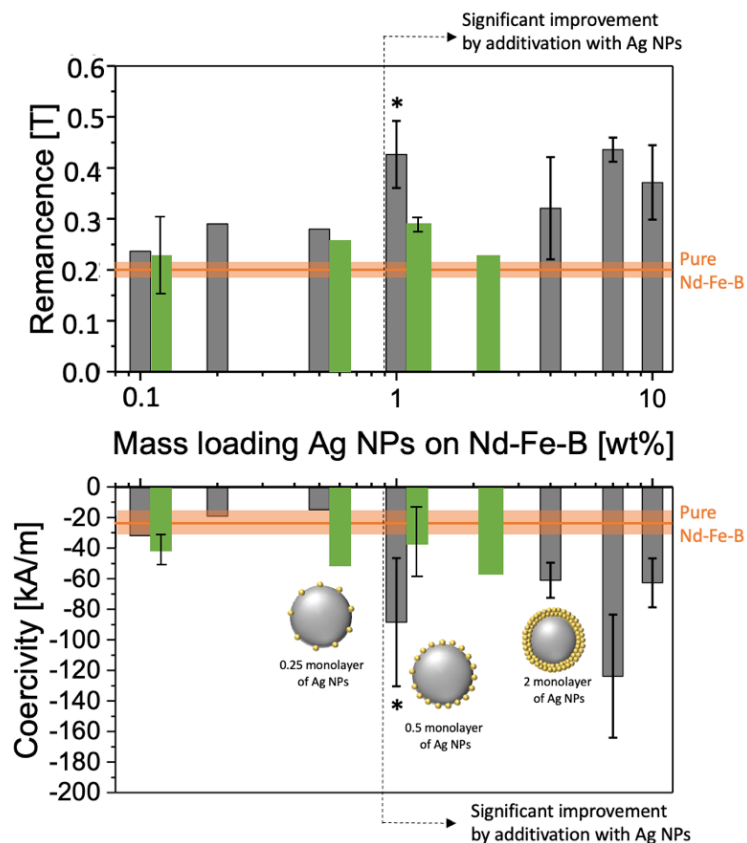 Significant improvement
by additivation with Ag NPs
Remancence [T]
0.6
0.5
0.4
0.3
0.2
0.1
0.0
*
Pure
Nd-Fe-B
0.1
1
10
Mass loading Ag NPs on Nd-Fe-B [wt%]
Coercivity [kA/m]
0
-20
-40
-60
-80
-100
-120
-140
-160
-180
-200
Pure
Nd-Fe-B
0.25 monolayer
of Ag NPs
0.5 monolayer
of Ag NPs
2 monolayer
of Ag NPs
*
Significant improvement
by additivation with Ag NPs